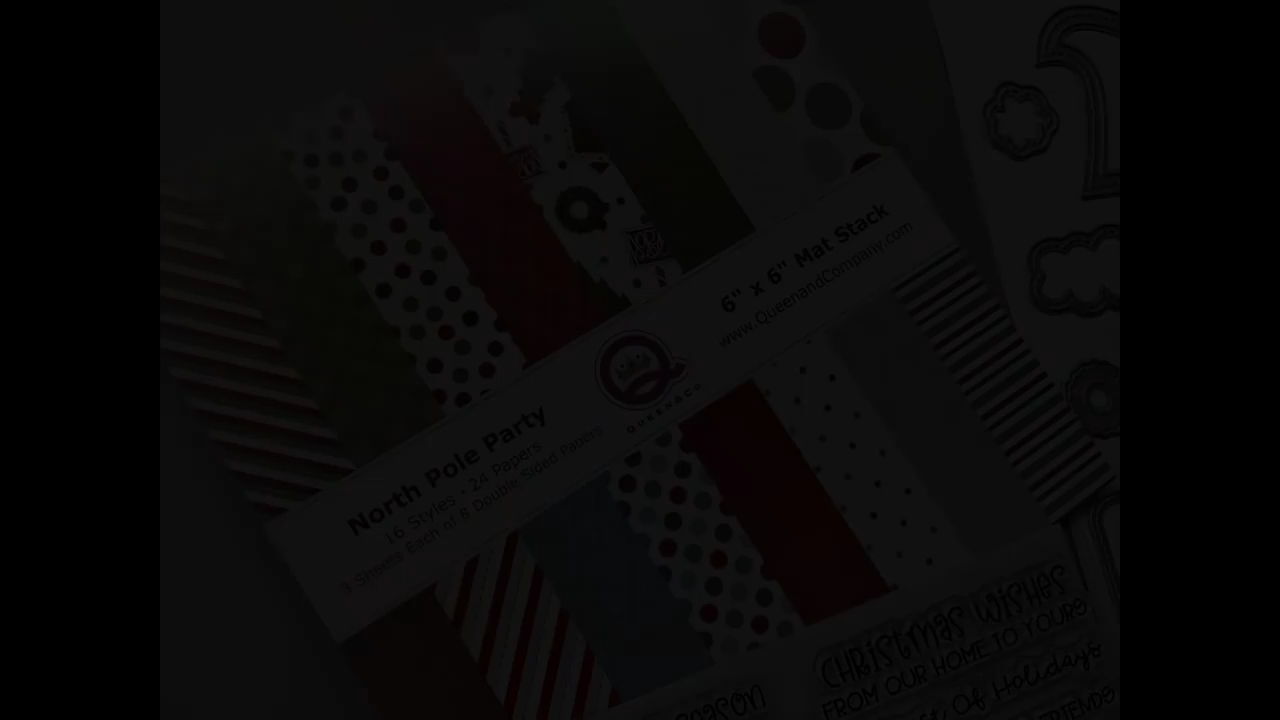 6" x 6" Mat Stack
www.QueenandCompany.com
QUEEN&CO
North Pole Party
16 Styles • 24 Papers
3 Sheets Each of 8 Double Sided Papers
CHRISTMAS WISHES
FROM OUR HOME TO YOURS
Of Holidays